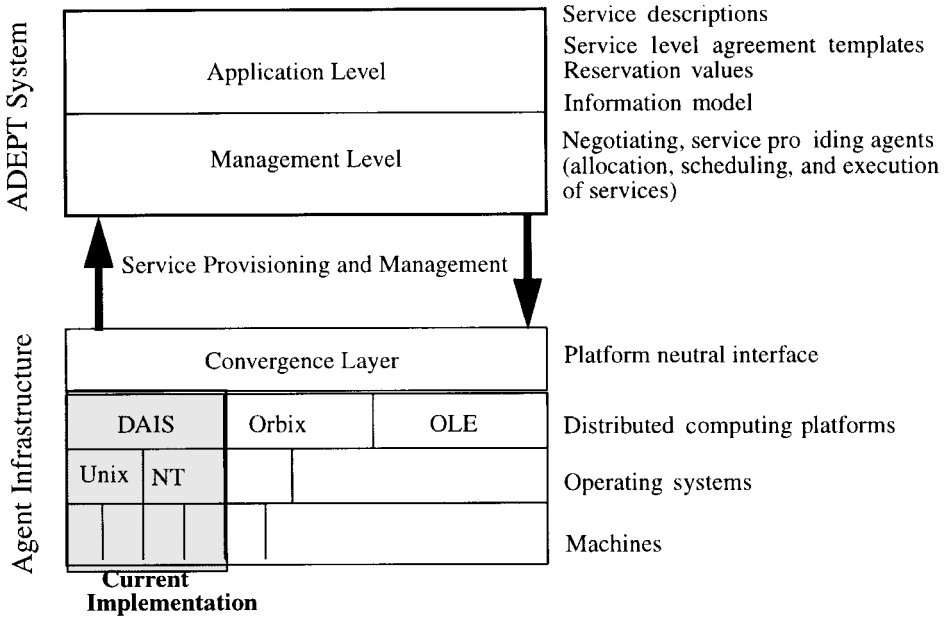 ADEPT System
Application Level
Management Level
Service descriptions
Service level agreement templates
Reservation values
Information model
Negotiating, service pro iding agents
(allocation, scheduling, and execution
of services)
Service Provisioning and Management
Agent Infrastructure
Convergence Layer
Platform neutral interface
DAIS Orbix OLE
Distributed computing platforms
Unix NT
Operating systems
Machines
Current
Implementation